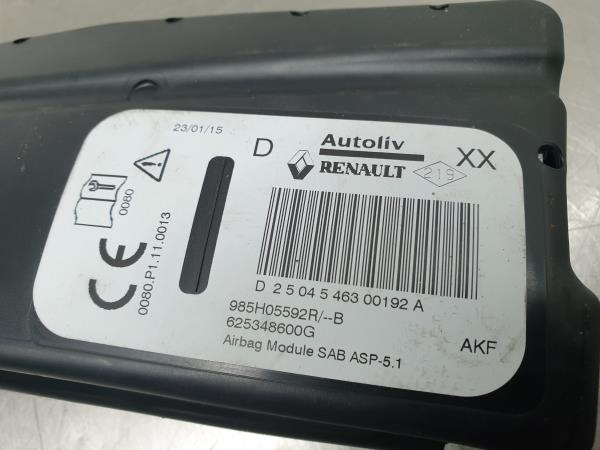 23/01/15
D
Autoliv
RENAULT
219
XX
0080
CE
0080.P1.11.0013
D 2 5 04 5 463 00192 A
985H05592R/--B
625348600G
Airbag Module SAB ASP-5.1
AKF